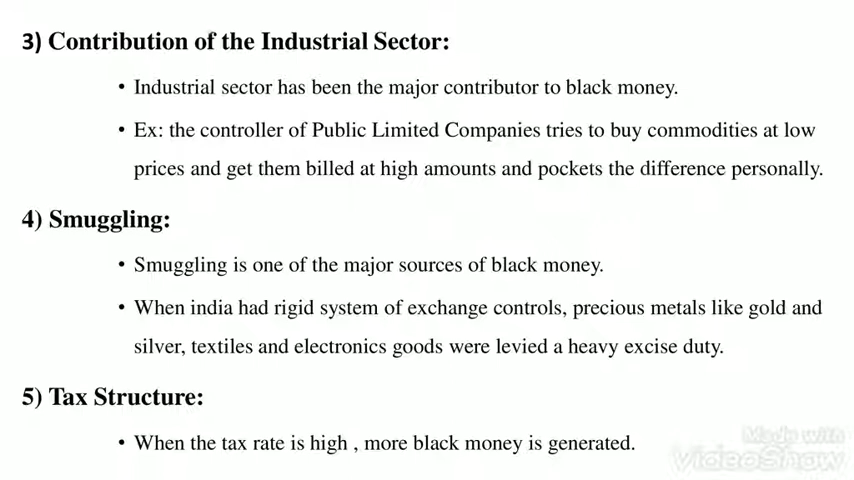 3) Contribution of the Industrial Sector:
• Industrial sector has been the major contributor to black money.
• Ex: the controller of Public Limited Companies tries to buy commodities at low
prices and get them billed at high amounts and pockets the difference personally.
4) Smuggling:
• Smuggling is one of the major sources of black money.
• When india had rigid system of exchange controls, precious metals like gold and
silver, textiles and electronics goods were levied a heavy excise duty.
5) Tax Structure:
• When the tax rate is high , more black money is generated.
Made with
VideoShow